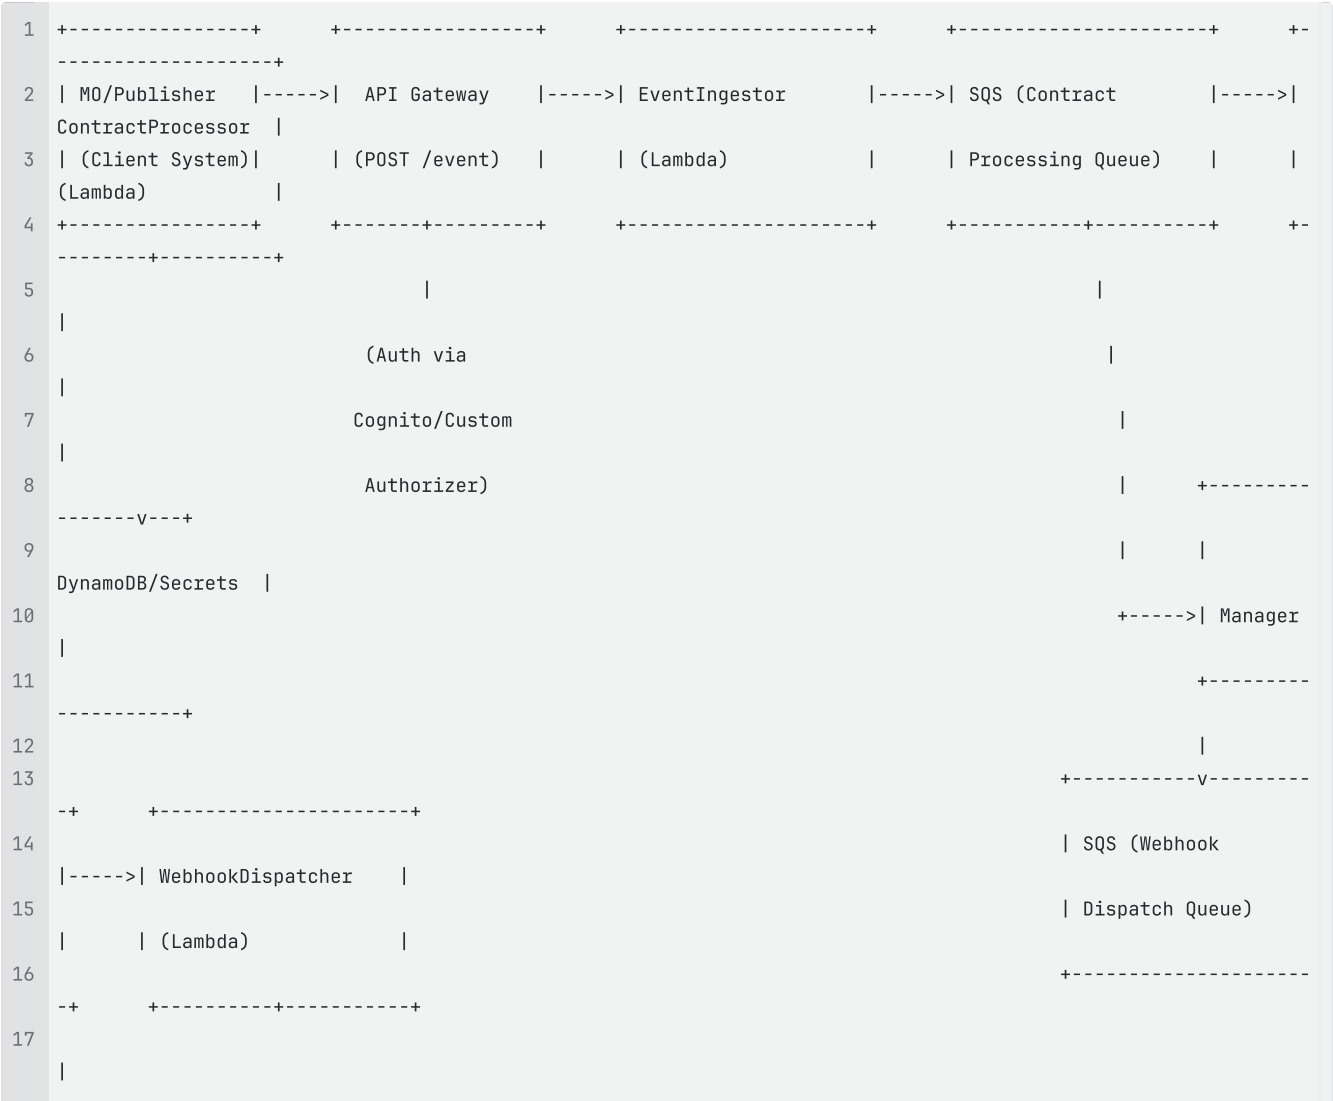 1 +----------------+ +-----------------+ +---------------------+ +-----------------------+ +-
-------------------+
2 | MO/Publisher |----->| API Gateway |----->| EventIngestor |----->| SQS (Contract |----->|
ContractProcessor |
3 | (Client System)| | (POST /event) | | (Lambda) | | Processing Queue) | |
(Lambda) |
4 +----------------+ +-------+---------+ +---------------------+ +-----------+-----------+ +-
--------+----------+
5 | |
|
6 (Auth via |
|
7 Cognito/Custom |
|
8 Authorizer) | +---------
-------v---+
9 | |
DynamoDB/Secrets |
10 +----->| Manager
|
11 +---------
-----------+
12 |
13 +-----------v---------
-+ +----------------------+
14 | SQS (Webhook
|----->| WebhookDispatcher |
15 | Dispatch Queue)
| | (Lambda) |
16 +---------------------
-+ +----------+-----------+
17
|